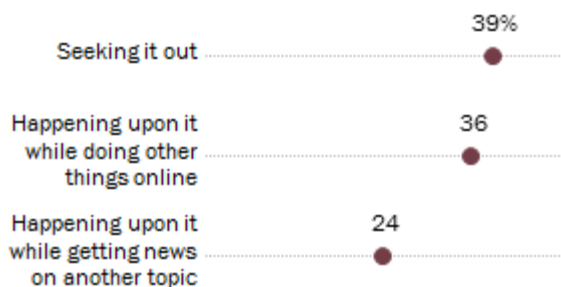 39%
Seeking it out
36
Happening upon it
while doing other
things online
24
Happening upon it
while getting news
on another topic